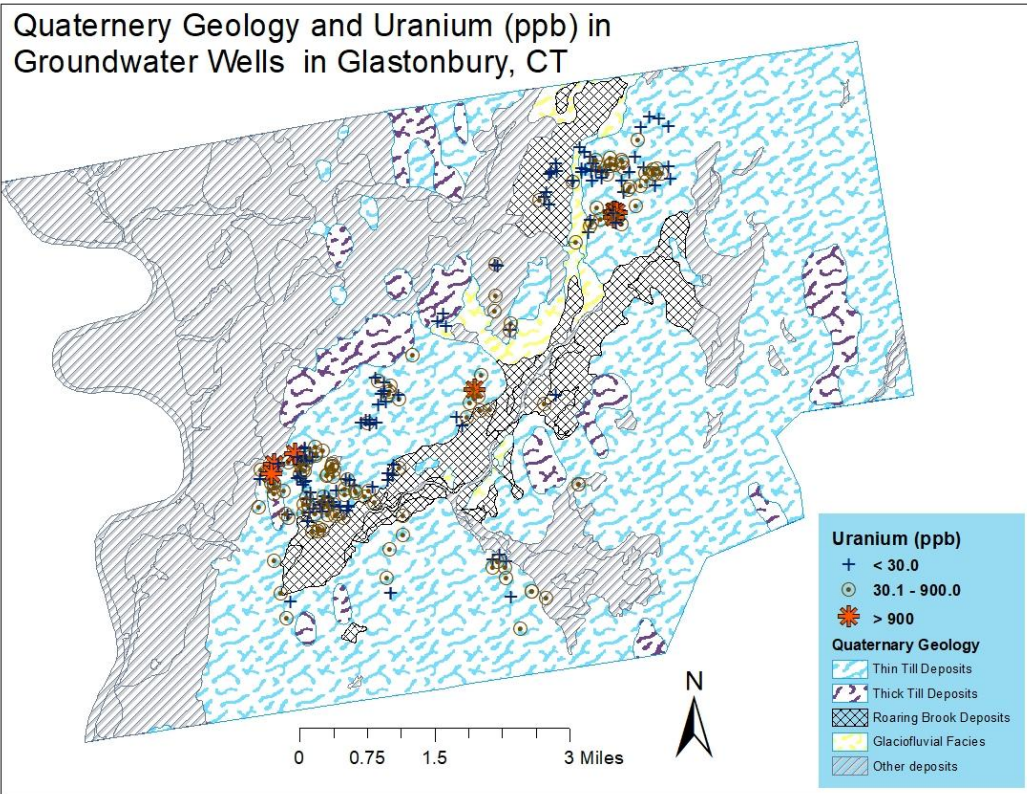 Quaternery Geology and Uranium (ppb) in
Groundwater Wells in Glastonbury, CT
Uranium (ppb)
< 30.0
30.1 - 900.0
> 900
Quaternary Geology
Thin Till Deposits
Thick Till Deposits
Roaring Brook Deposits
Glaciofluvial Facies
Other deposits
N
0 0.75 1.5 3 Miles